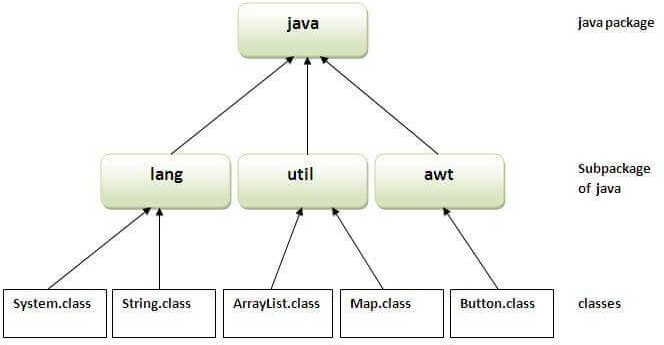 java
java package
lang
util
awt
Subpackage
of java
System.class
String.class
ArrayList.class
Map.class
Button.class
classes